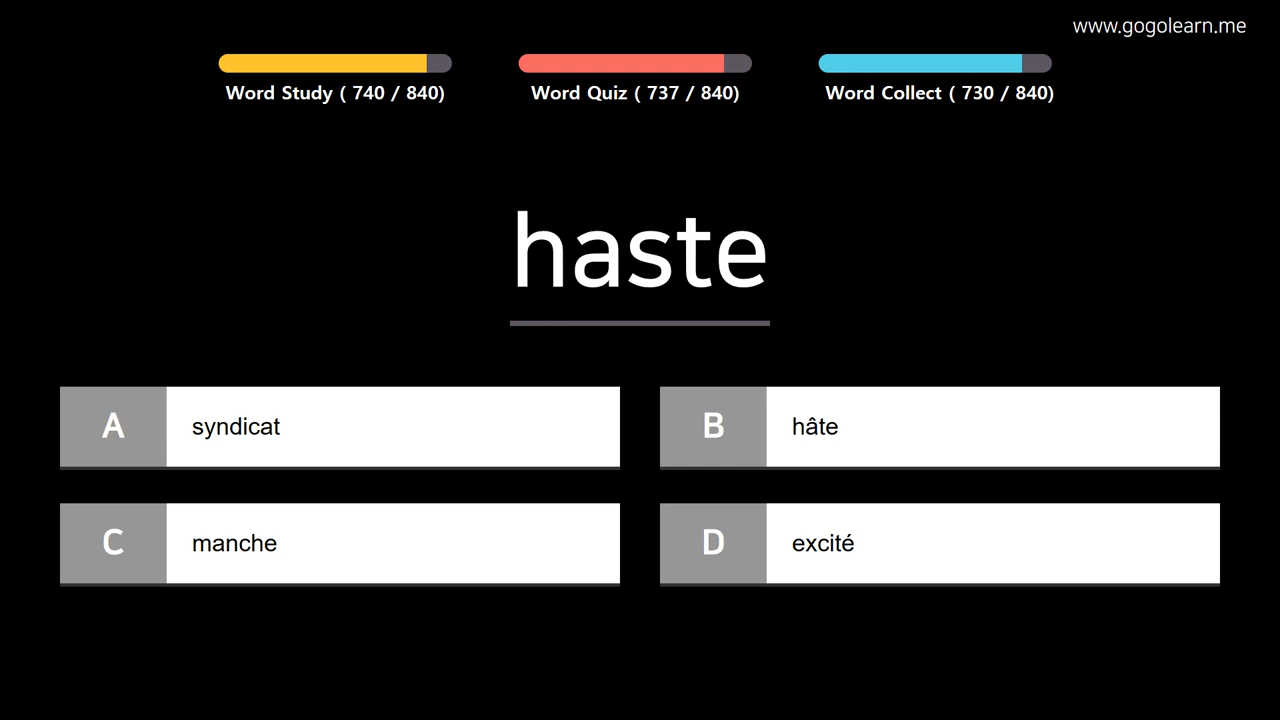 www.gogolearn.me
Word Study ( 740 / 840)
Word Quiz ( 737 / 840)
Word Collect ( 730 / 840)
haste
A syndicat
B hâte
C manche
D excité